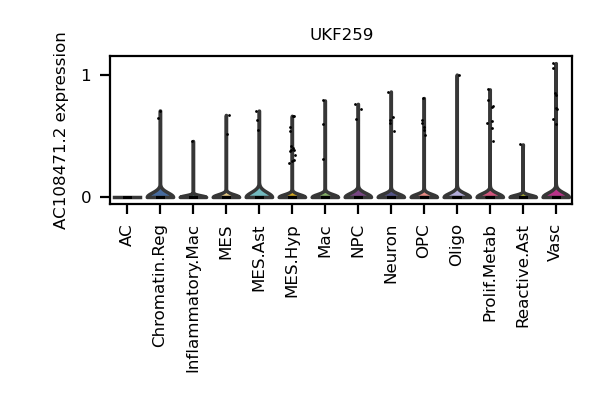 UKF259
AC108471.2 expression
1
0
AC
Chromatin.Reg
Inflammatory.Mac
MES
MES.Ast
MES.Hyp
Mac
NPC
Neuron
OPC
Oligo
Prolif.Metab
Reactive.Ast
Vasc